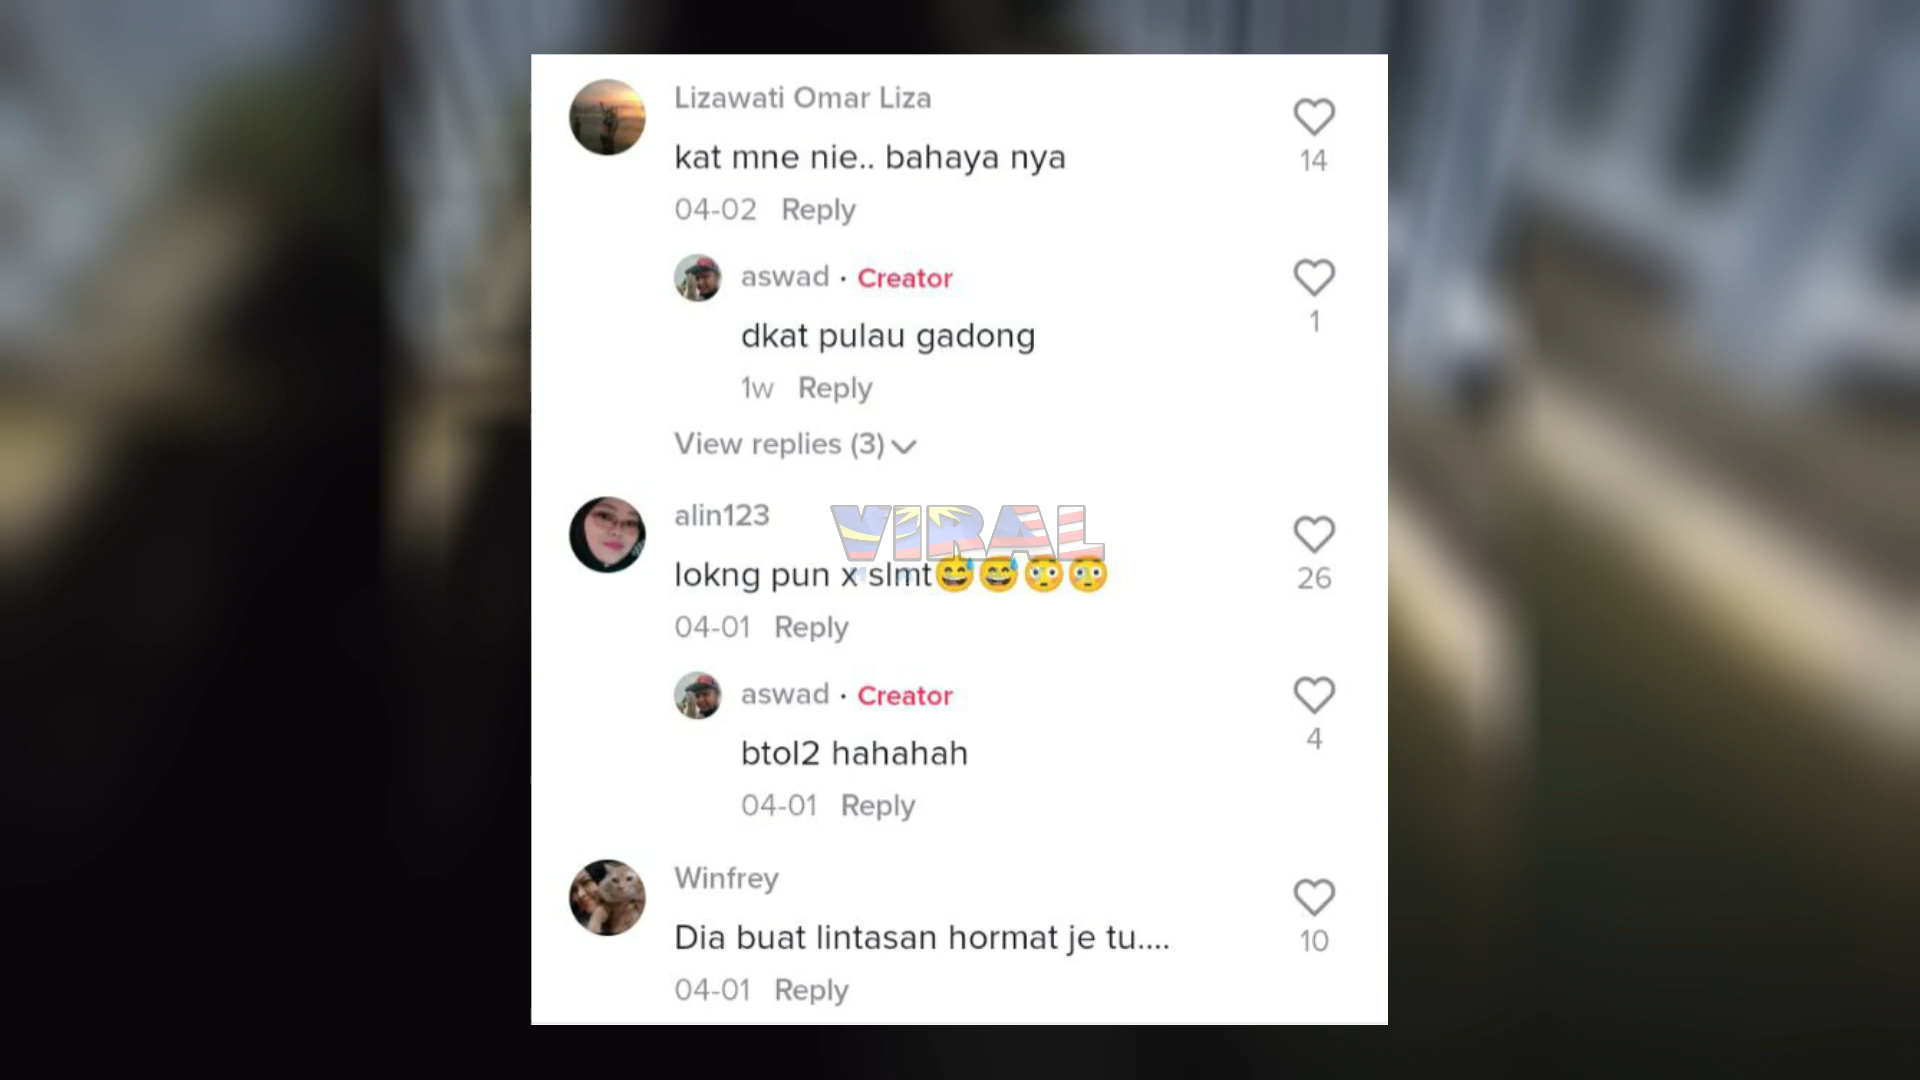 Lizawati Omar Liza
kat mne nie.. bahaya nya
14
04-02 Reply
aswad · Creator
dkat pulau gadong
1
1w Reply
View replies (3)
alin123
VIRAL
lokng pun x slmt😅😅😳😳
26
04-01 Reply
aswad · Creator
btol2 hahahah
4
04-01 Reply
Winfrey
Dia buat lintasan hormat je tu....
10
04-01 Reply